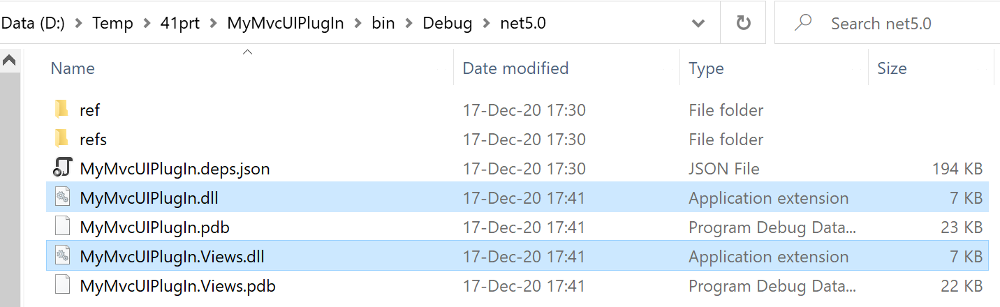 Data (D:) > Temp > 41prt > MyMvcUIPlugIn > bin > Debug > net5.0 Search net5.0
Name Date modified Type Size
ref 17-Dec-20 17:30 File folder
refs 17-Dec-20 17:30 File folder
MyMvcUIPlugIn.deps.json 17-Dec-20 17:30 JSON File 194 KB
MyMvcUIPlugIn.dll 17-Dec-20 17:41 Application extension 7 KB
MyMvcUIPlugIn.pdb 17-Dec-20 17:41 Program Debug Data... 23 KB
MyMvcUIPlugIn.Views.dll 17-Dec-20 17:41 Application extension 7 KB
MyMvcUIPlugIn.Views.pdb 17-Dec-20 17:41 Program Debug Data... 22 KB